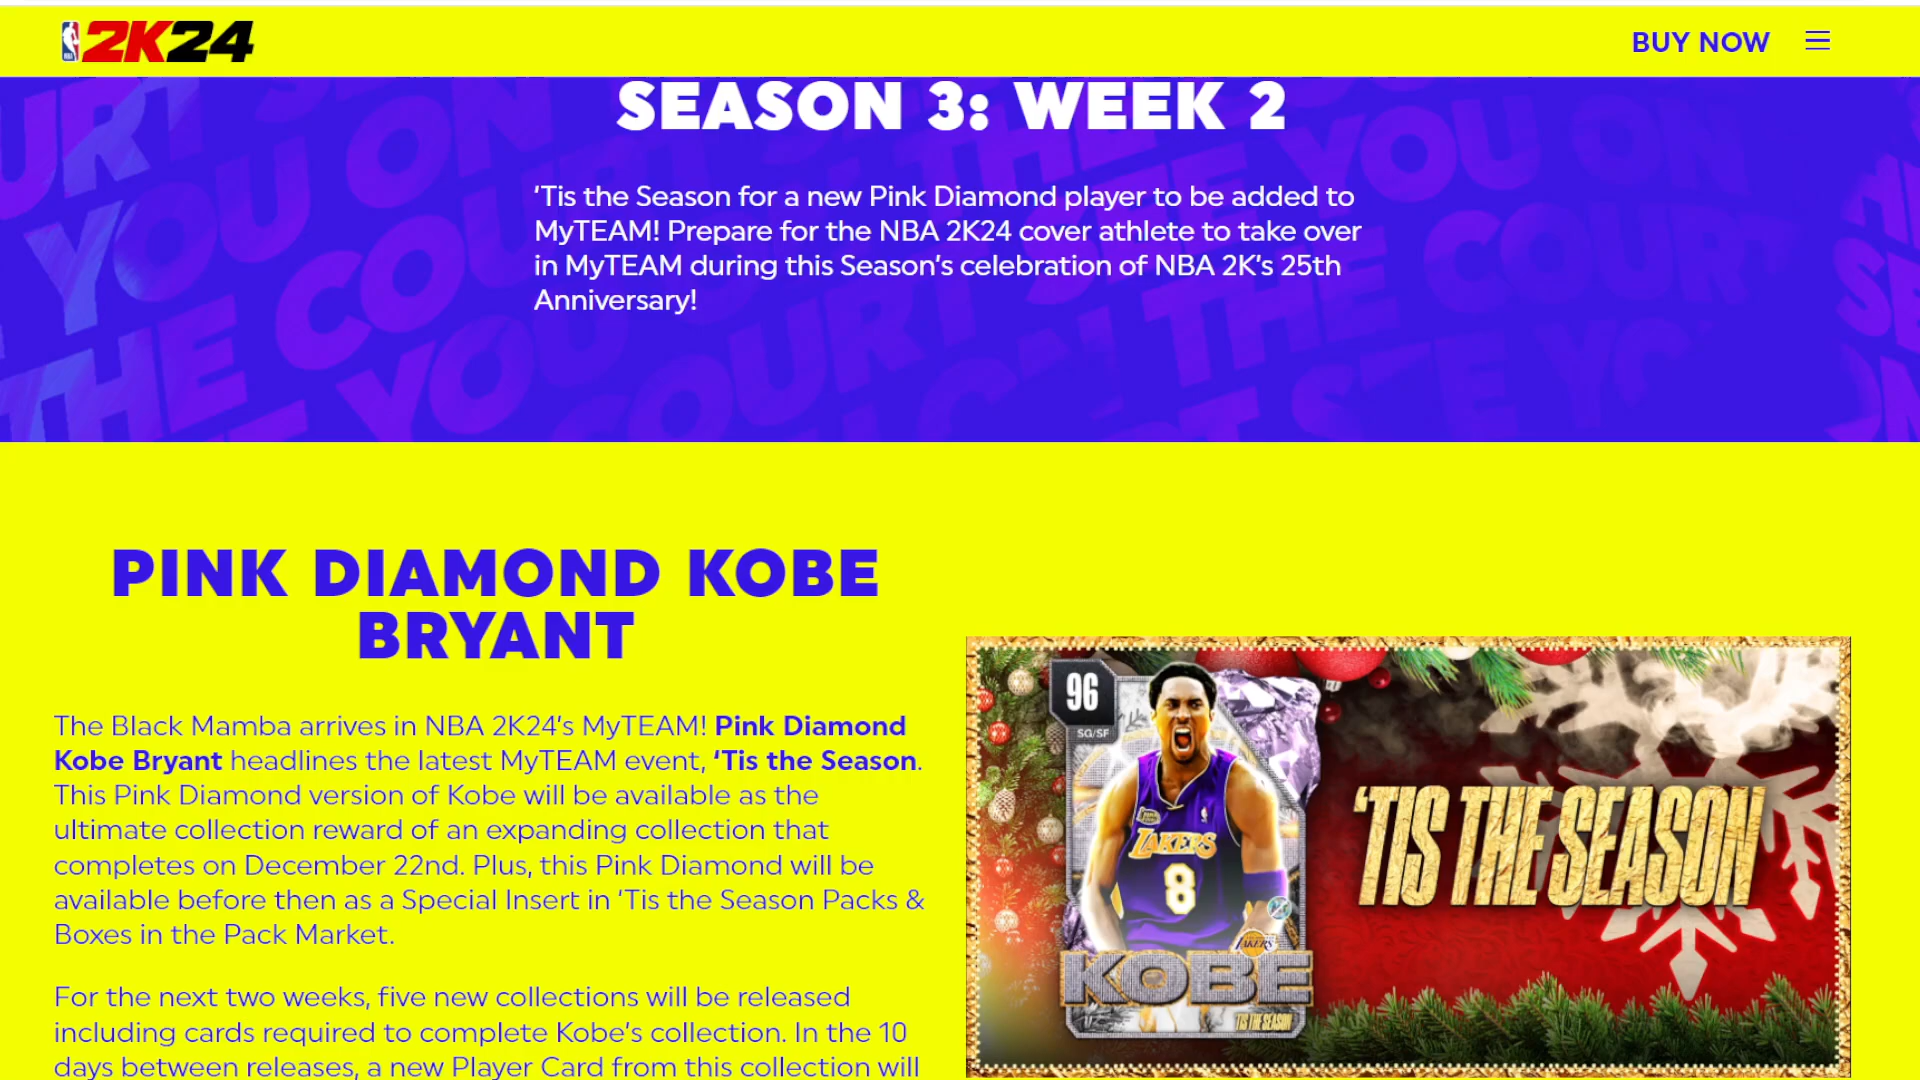 2K24
BUY NOW
SEASON 3: WEEK 2
‘Tis the Season for a new Pink Diamond player to be added to
MyTEAM! Prepare for the NBA 2K24 cover athlete to take over
in MyTEAM during this Season’s celebration of NBA 2K’s 25th
Anniversary!
PINK DIAMOND KOBE
BRYANT
The Black Mamba arrives in NBA 2K24’s MyTEAM! Pink Diamond
Kobe Bryant headlines the latest MyTEAM event, ‘Tis the Season.
This Pink Diamond version of Kobe will be available as the
ultimate collection reward of an expanding collection that
completes on December 22nd. Plus, this Pink Diamond will be
available before then as a Special Insert in ‘Tis the Season Packs &
Boxes in the Pack Market.
For the next two weeks, five new collections will be released
including cards required to complete Kobe’s collection. In the 10
days between releases, a new Player Card from this collection will
96
SG/SF
LAKERS
8
LAKERS
KOBE
'TIS THE SEASON
‘TIS THE SEASON